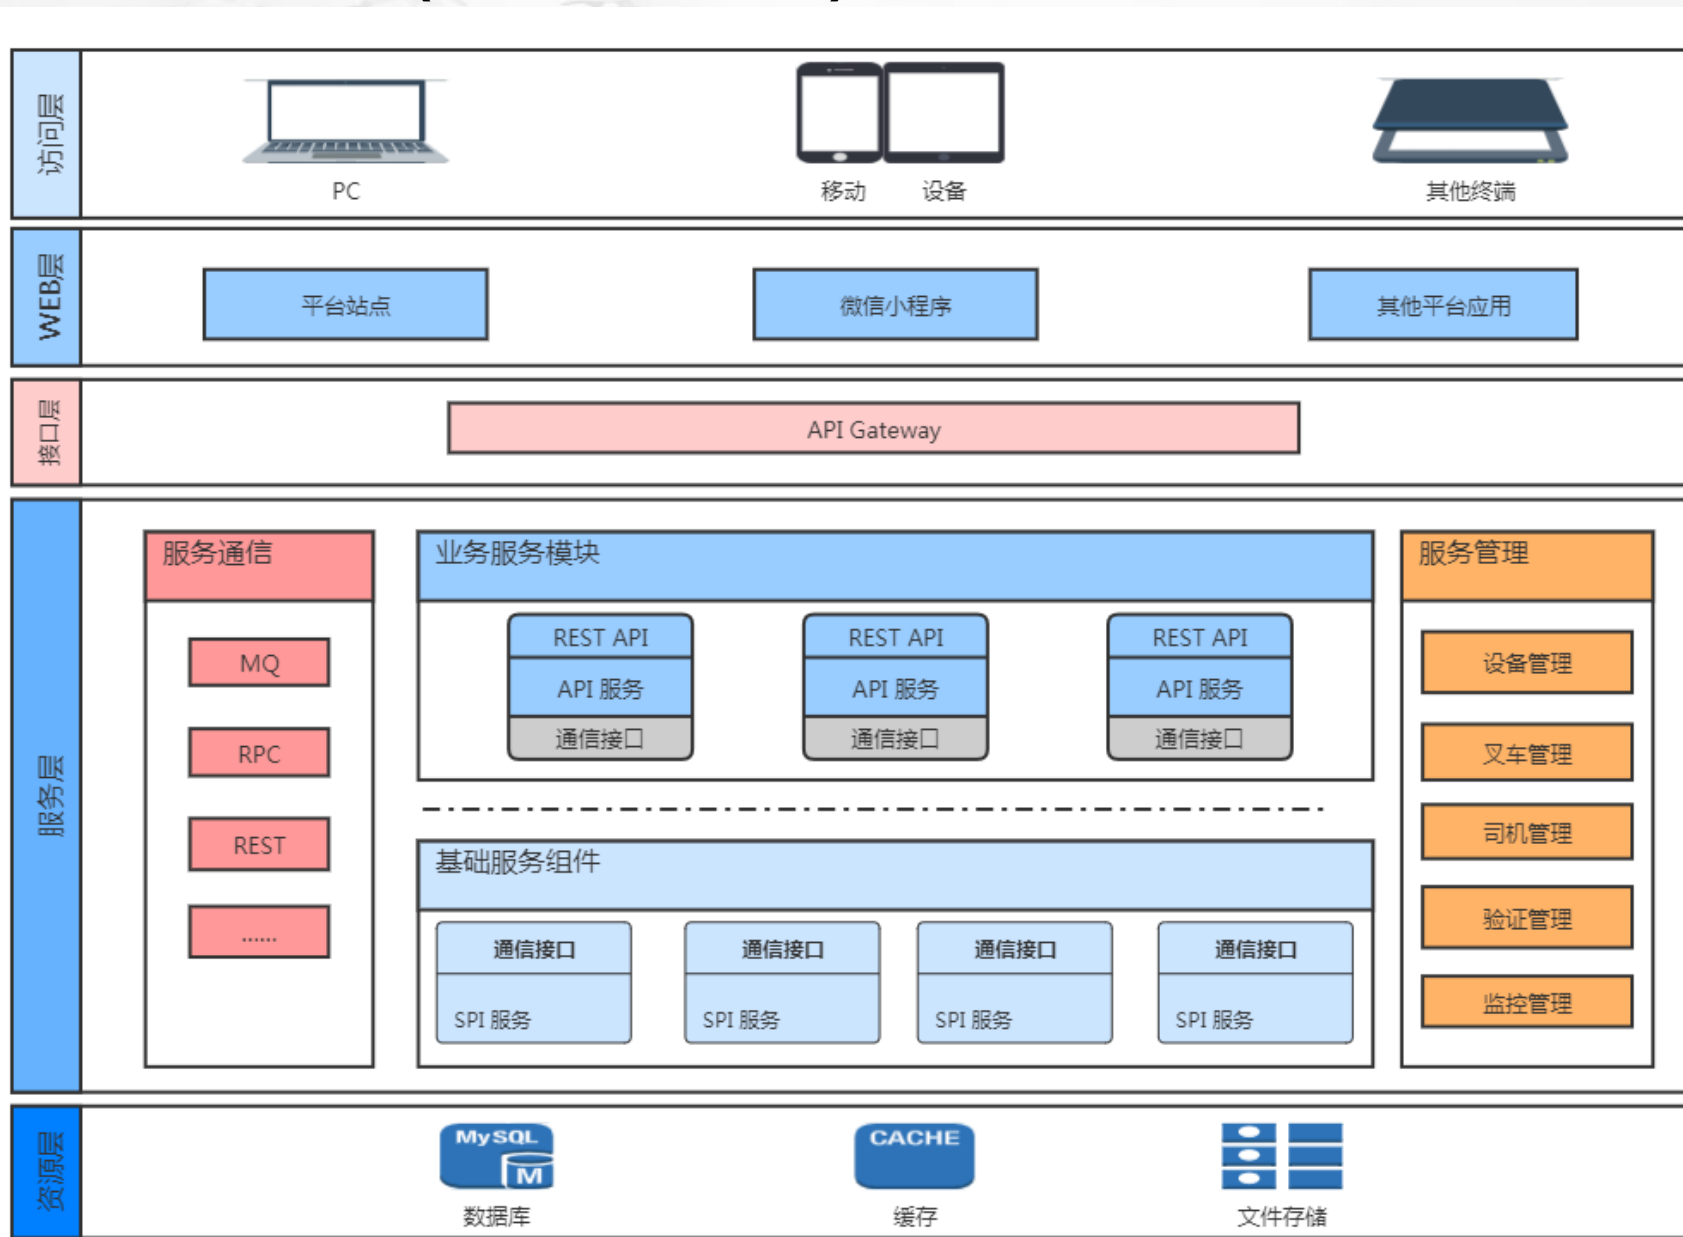 访问层
PC
移动
设备
其他终端
WEB层
平台站点
微信小程序
其他平台应用
接口层
API Gateway
服务层
服务通信
MQ
RPC
REST
......
业务服务模块
REST API
API 服务
通信接口
REST API
API 服务
通信接口
REST API
API 服务
通信接口
基础服务组件
通信接口
SPI 服务
通信接口
SPI 服务
通信接口
SPI 服务
通信接口
SPI 服务
服务管理
设备管理
叉车管理
司机管理
验证管理
监控管理
资源层
MySQL
M
数据库
CACHE
缓存
文件存储